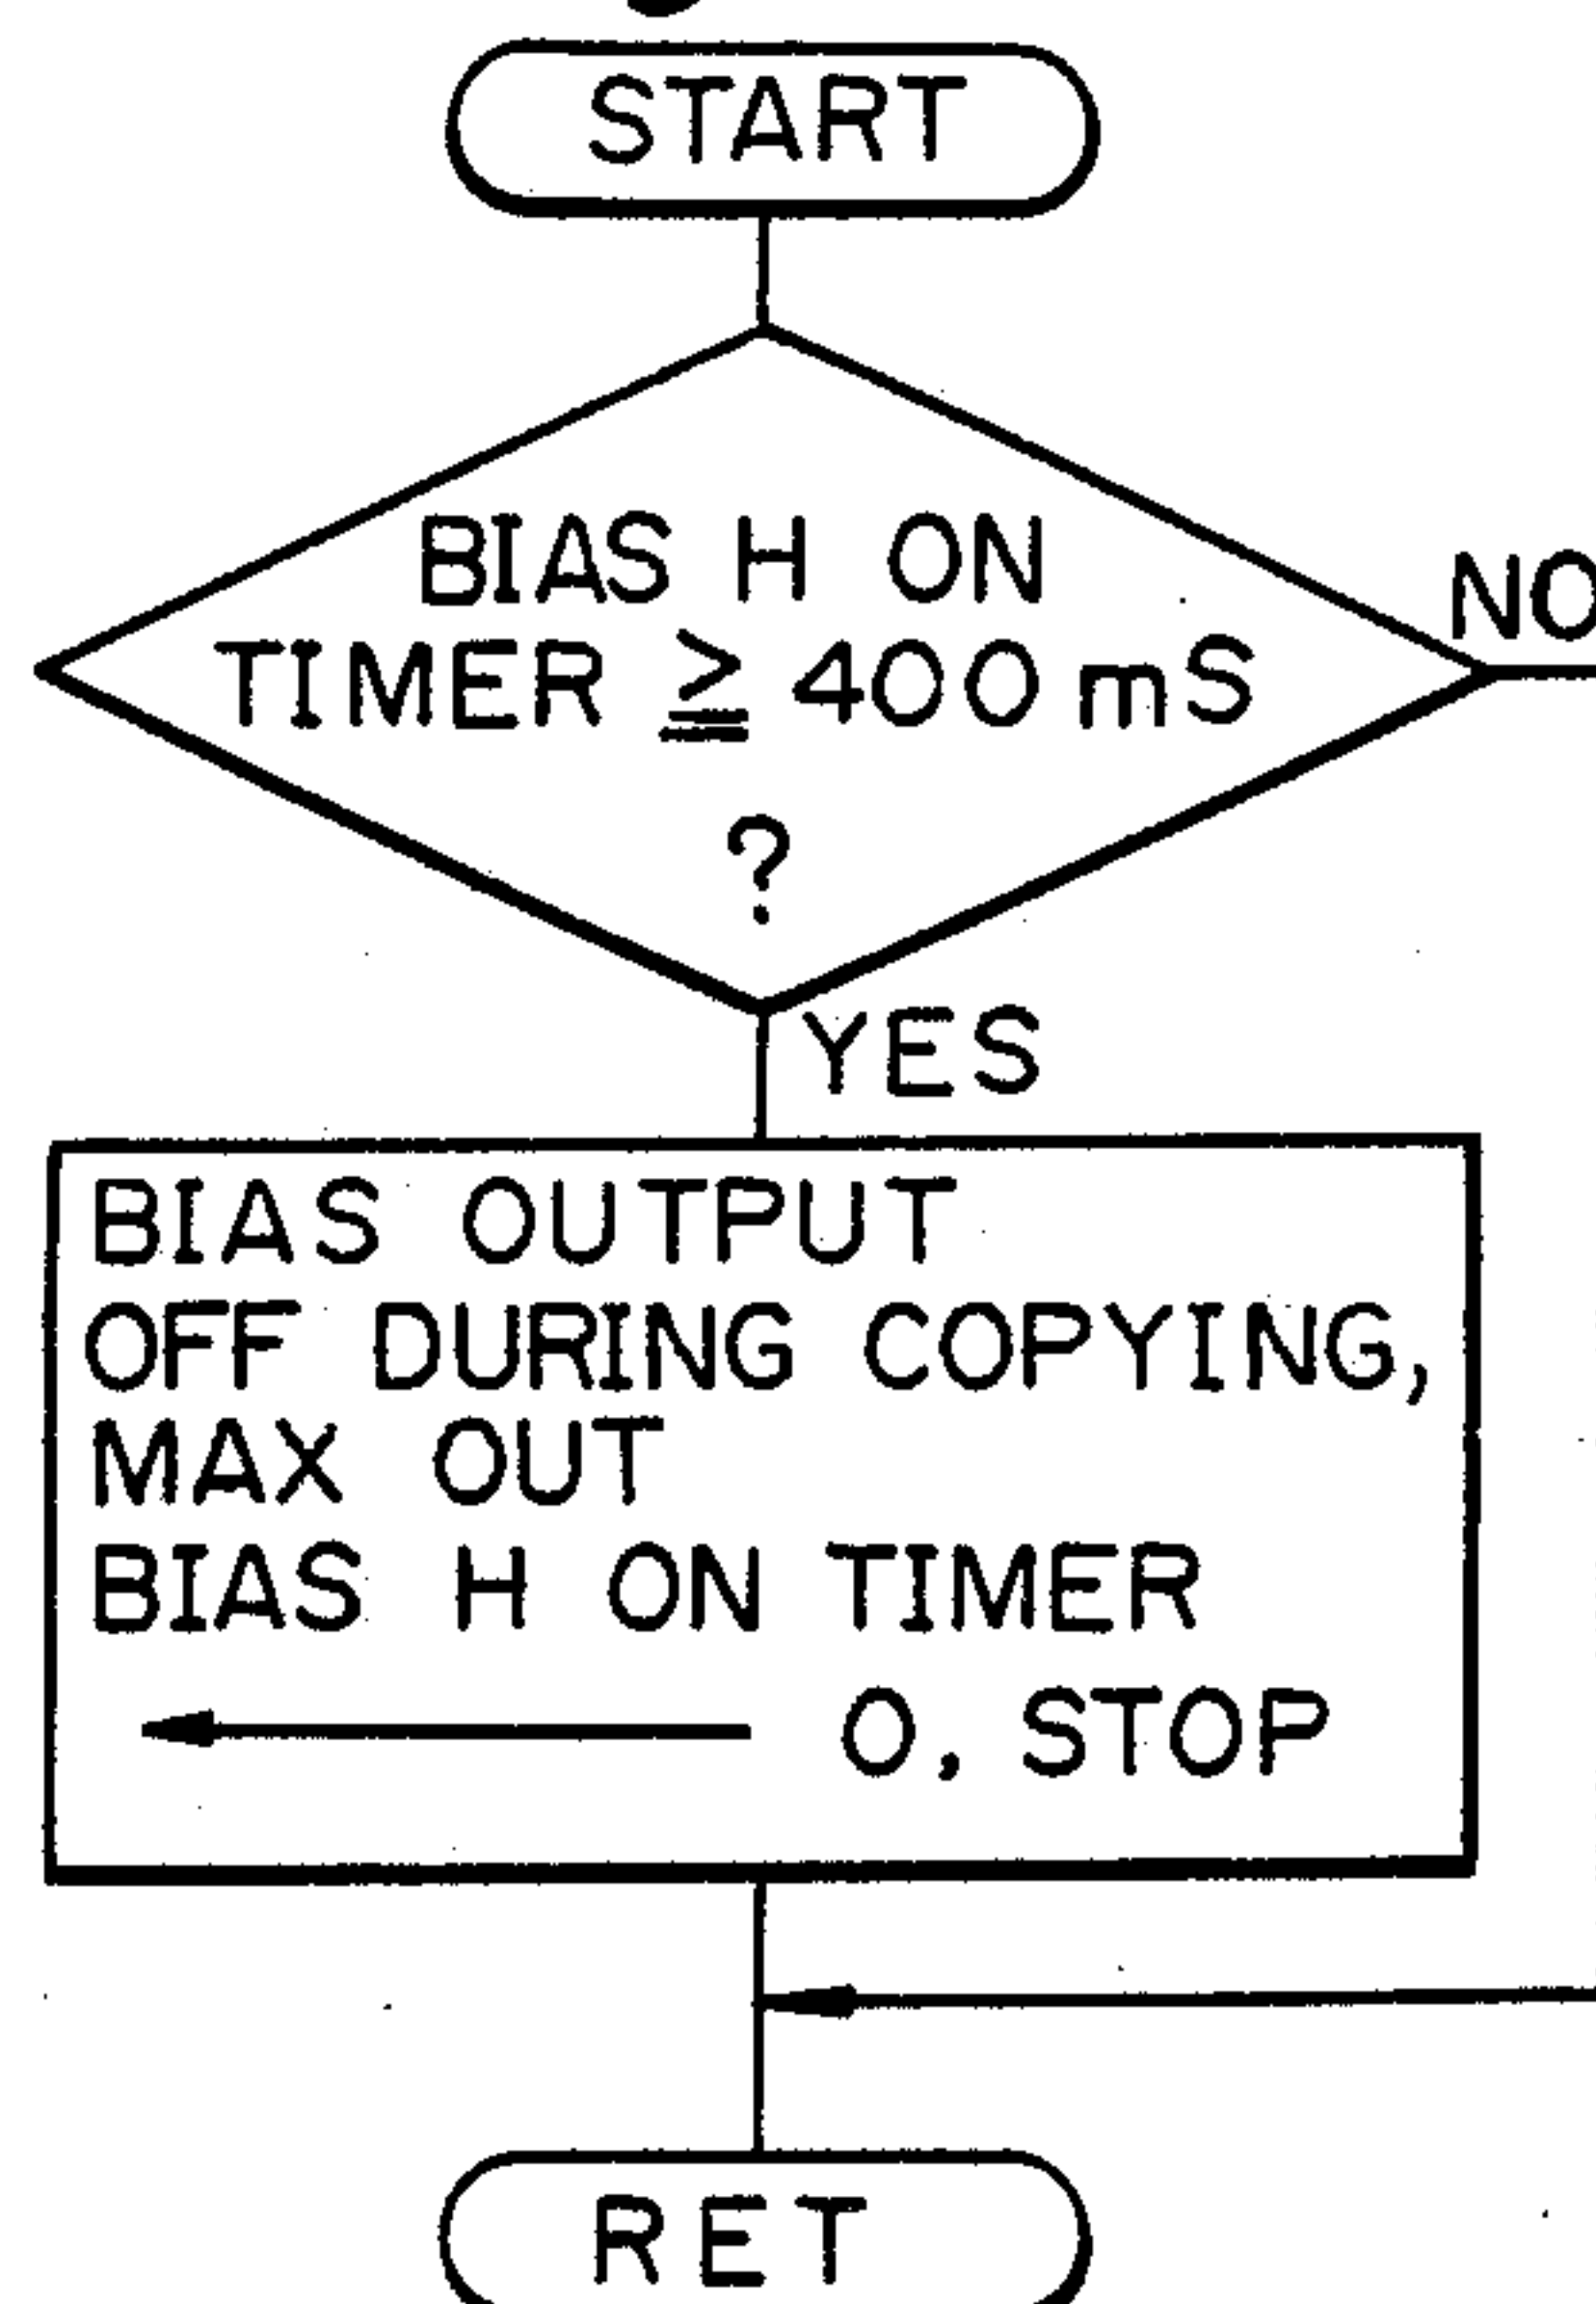 START
BIAS H ON
TIMER ≧ 400 mS
?
NO
YES
BIAS OUTPUT
OFF DURING COPYING,
MAX OUT
BIAS H ON TIMER
← 0, STOP
RET